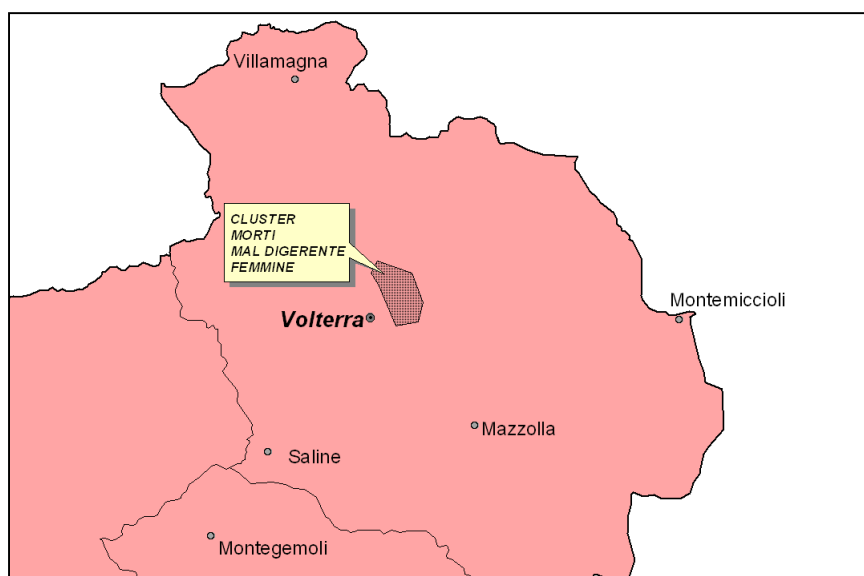 Villamagna
CLUSTER
MORTI
MAL DIGERENTE
FEMMINE
Montemiccioli
Volterra
Mazzolla
Saline
Montegemoli